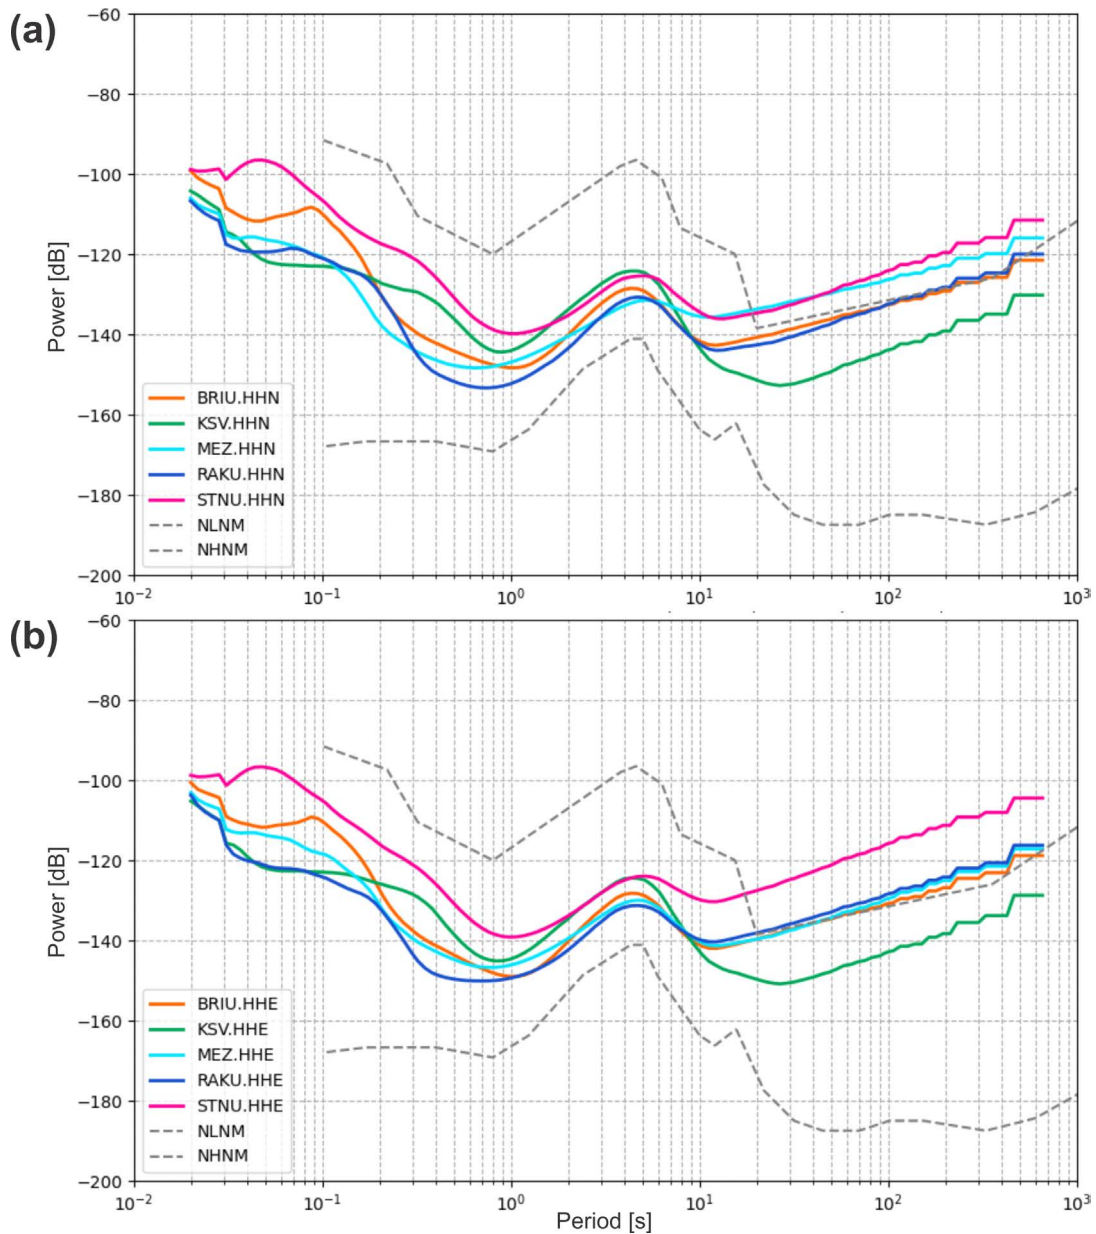 (a)
−60
−80
−100
−120
−140
−160
−180
−200
Power [dB]
BRIU.HHN
KSV.HHN
MEZ.HHN
RAKU.HHN
STNU.HHN
NLNM
NHNM
10⁻² 10⁻¹ 10⁰ 10¹ 10² 10³
(b)
−60
−80
−100
−120
−140
−160
−180
−200
Power [dB]
BRIU.HHE
KSV.HHE
MEZ.HHE
RAKU.HHE
STNU.HHE
NLNM
NHNM
10⁻² 10⁻¹ 10⁰ 10¹ 10² 10³
Period [s]